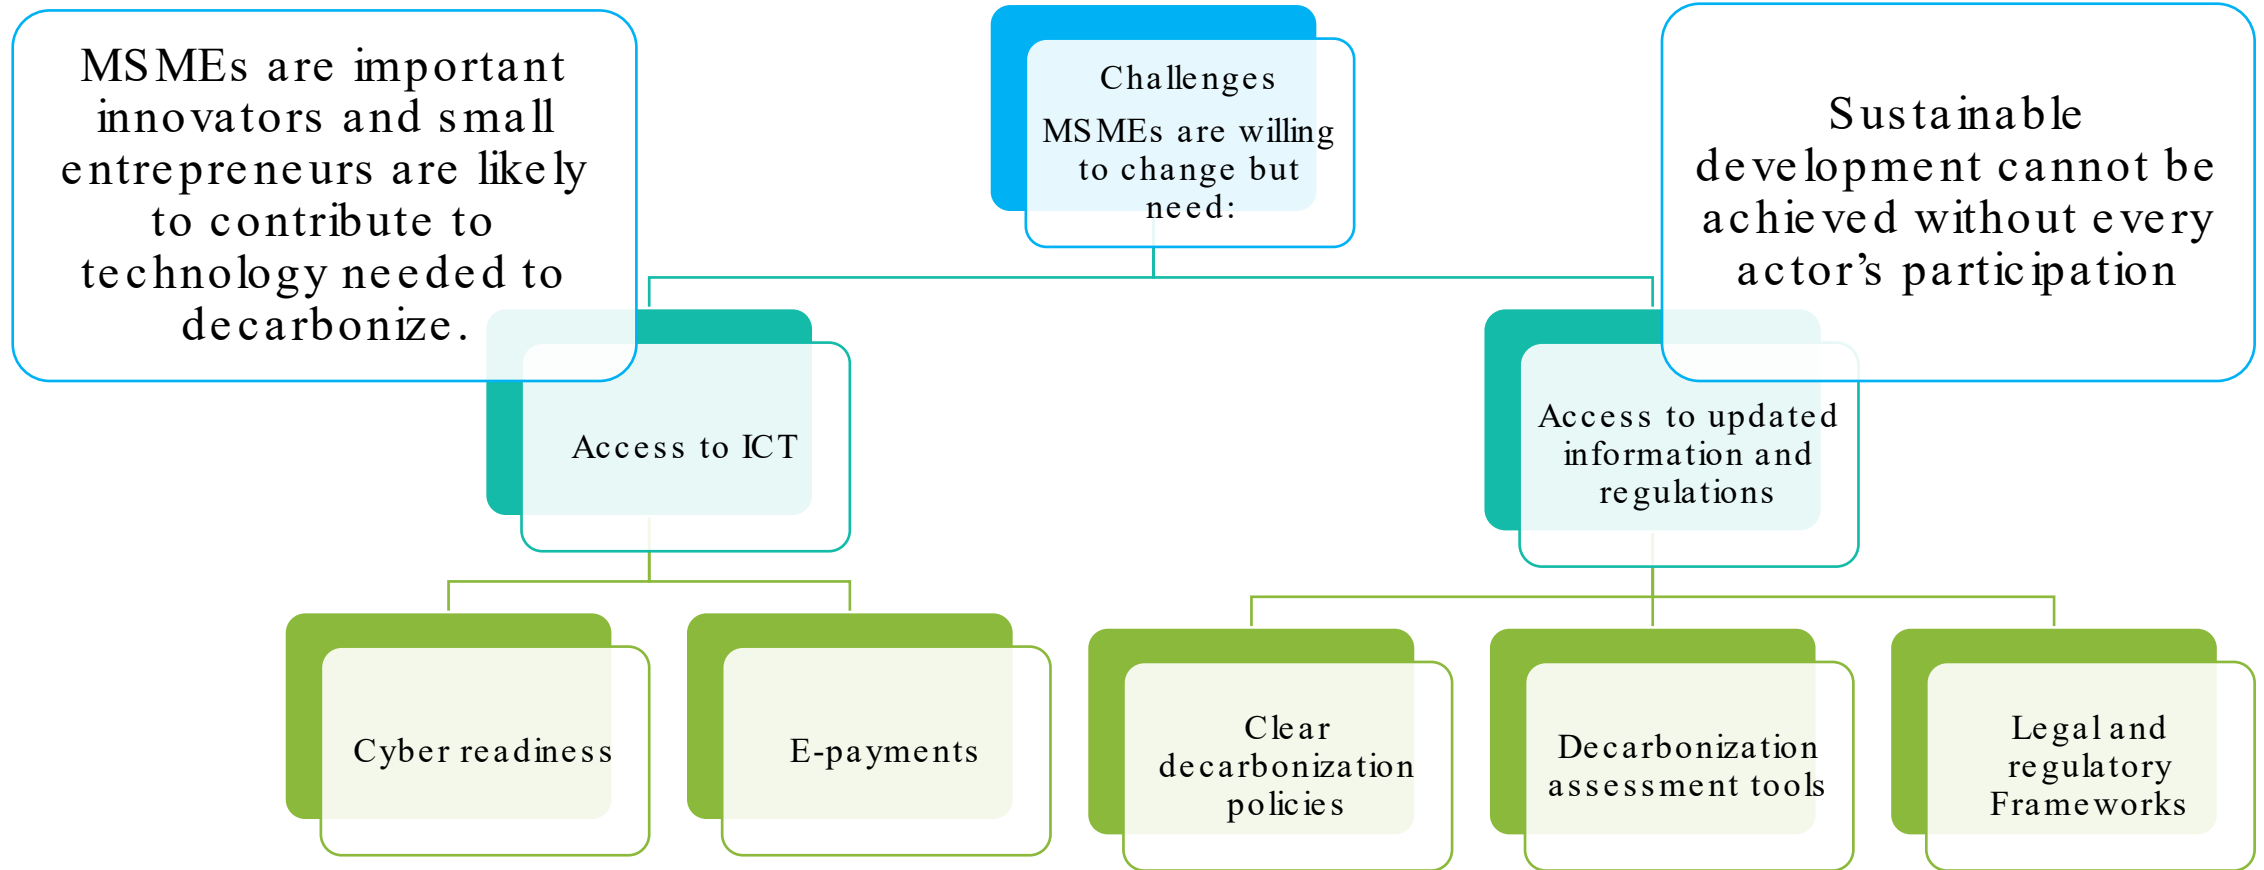 MSMEs are important
innovators and small
entrepreneurs are likely
to contribute to
technology needed to
decarbonize.
Challenges
MSMEs are willing
to change but
need:
Sustainable
development cannot be
achieved without every
actor’s participation
Access to ICT
Access to updated
information and
regulations
Cyber readiness
E-payments
Clear
decarbonization
policies
Decarbonization
assessment tools
Legal and
regulatory
Frameworks